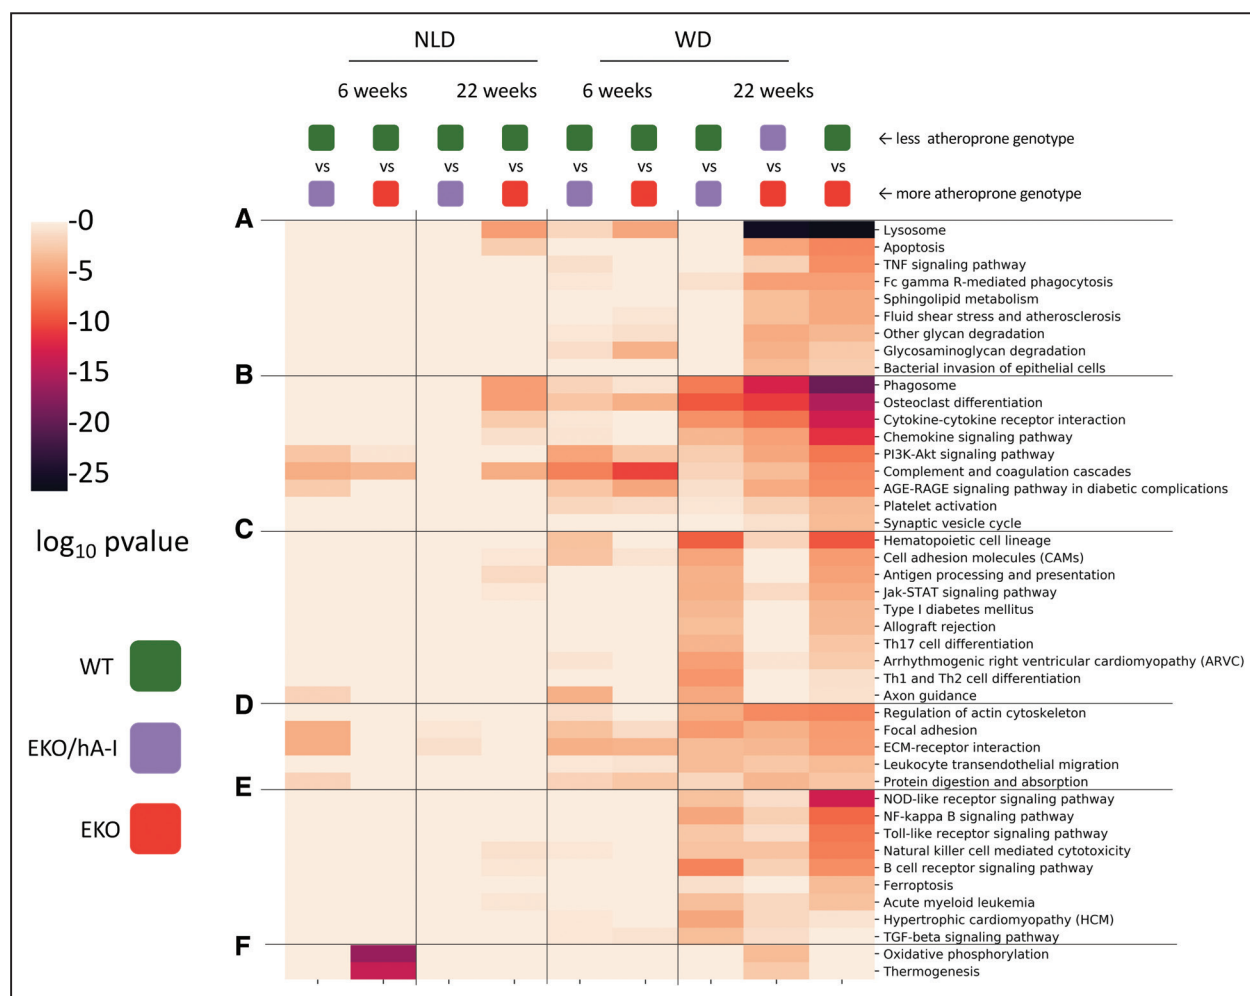 NLD WD
6 weeks 22 weeks 6 weeks 22 weeks
← less atheroprone genotype
vs vs vs vs vs vs vs vs vs
← more atheroprone genotype
-0
-5
-10
-15
-20
-25
log10 pvalue
WT
EKO/hA-I
EKO
A
Lysosome
Apoptosis
TNF signaling pathway
Fc gamma R-mediated phagocytosis
Sphingolipid metabolism
Fluid shear stress and atherosclerosis
Other glycan degradation
Glycosaminoglycan degradation
Bacterial invasion of epithelial cells
B
Phagosome
Osteoclast differentiation
Cytokine-cytokine receptor interaction
Chemokine signaling pathway
PI3K-Akt signaling pathway
Complement and coagulation cascades
AGE-RAGE signaling pathway in diabetic complications
Platelet activation
Synaptic vesicle cycle
C
Hematopoietic cell lineage
Cell adhesion molecules (CAMs)
Antigen processing and presentation
Jak-STAT signaling pathway
Type I diabetes mellitus
Allograft rejection
Th17 cell differentiation
Arrhythmogenic right ventricular cardiomyopathy (ARVC)
Th1 and Th2 cell differentiation
Axon guidance
D
Regulation of actin cytoskeleton
Focal adhesion
ECM-receptor interaction
Leukocyte transendothelial migration
Protein digestion and absorption
E
NOD-like receptor signaling pathway
NF-kappa B signaling pathway
Toll-like receptor signaling pathway
Natural killer cell mediated cytotoxicity
B cell receptor signaling pathway
Ferroptosis
Acute myeloid leukemia
Hypertrophic cardiomyopathy (HCM)
TGF-beta signaling pathway
F
Oxidative phosphorylation
Thermogenesis